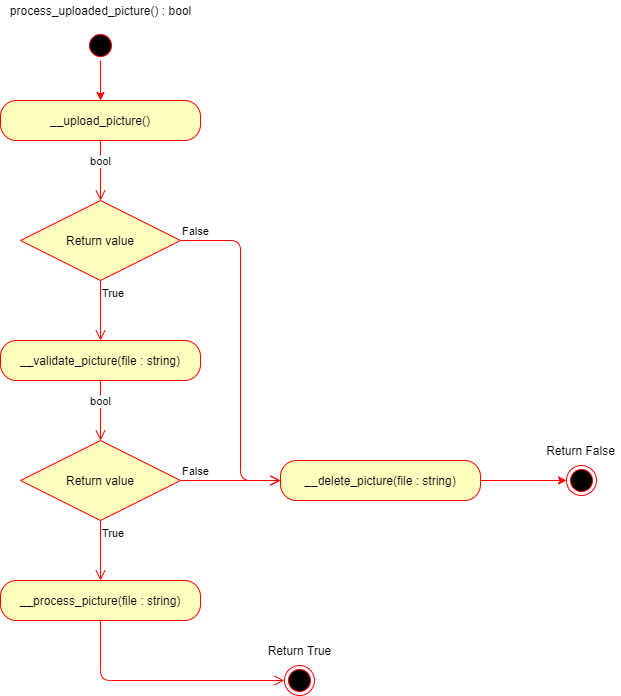 process_uploaded_picture() : bool
__upload_picture()
bool
Return value
False
True
__validate_picture(file : string)
bool
Return value
False
__delete_picture(file : string)
Return False
True
__process_picture(file : string)
Return True